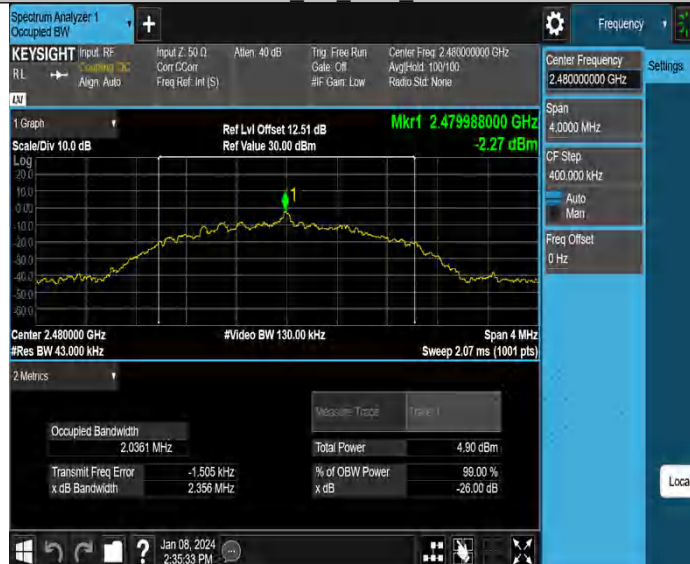 Spectrum Analyzer 1
Occupied BW
Frequency
KEYSIGHT Input: RF
RL
Coupling: DC
Align: Auto
Input Z: 50 Ω
Corr CCorr
Freq Ref: Int (S)
Atten: 40 dB
Trig: Free Run
Gate: Off
#IF Gain: Low
Center Freq: 2.480000000 GHz
Avg|Hold: 100/100
Radio Std: None
LXI
Center Frequency
2.480000000 GHz
Settings
Span
4.0000 MHz
CF Step
400.000 kHz
Auto
Man
Freq Offset
0 Hz
1 Graph
Scale/Div 10.0 dB
Ref Lvl Offset 12.51 dB
Ref Value 30.00 dBm
Mkr1 2.479988000 GHz
-2.27 dBm
Log
20.0
10.0
0.00
-10.0
-20.0
-30.0
-40.0
-50.0
-60.0
1
Center 2.480000 GHz
#Res BW 43.000 kHz
#Video BW 130.00 kHz
Span 4 MHz
Sweep 2.07 ms (1001 pts)
2 Metrics
Measure Trace
Trace 1
Occupied Bandwidth
2.0361 MHz
Total Power
4.90 dBm
Transmit Freq Error
-1.505 kHz
% of OBW Power
99.00 %
x dB Bandwidth
2.356 MHz
x dB
-26.00 dB
Loca
?
Jan 08, 2024
2:35:33 PM